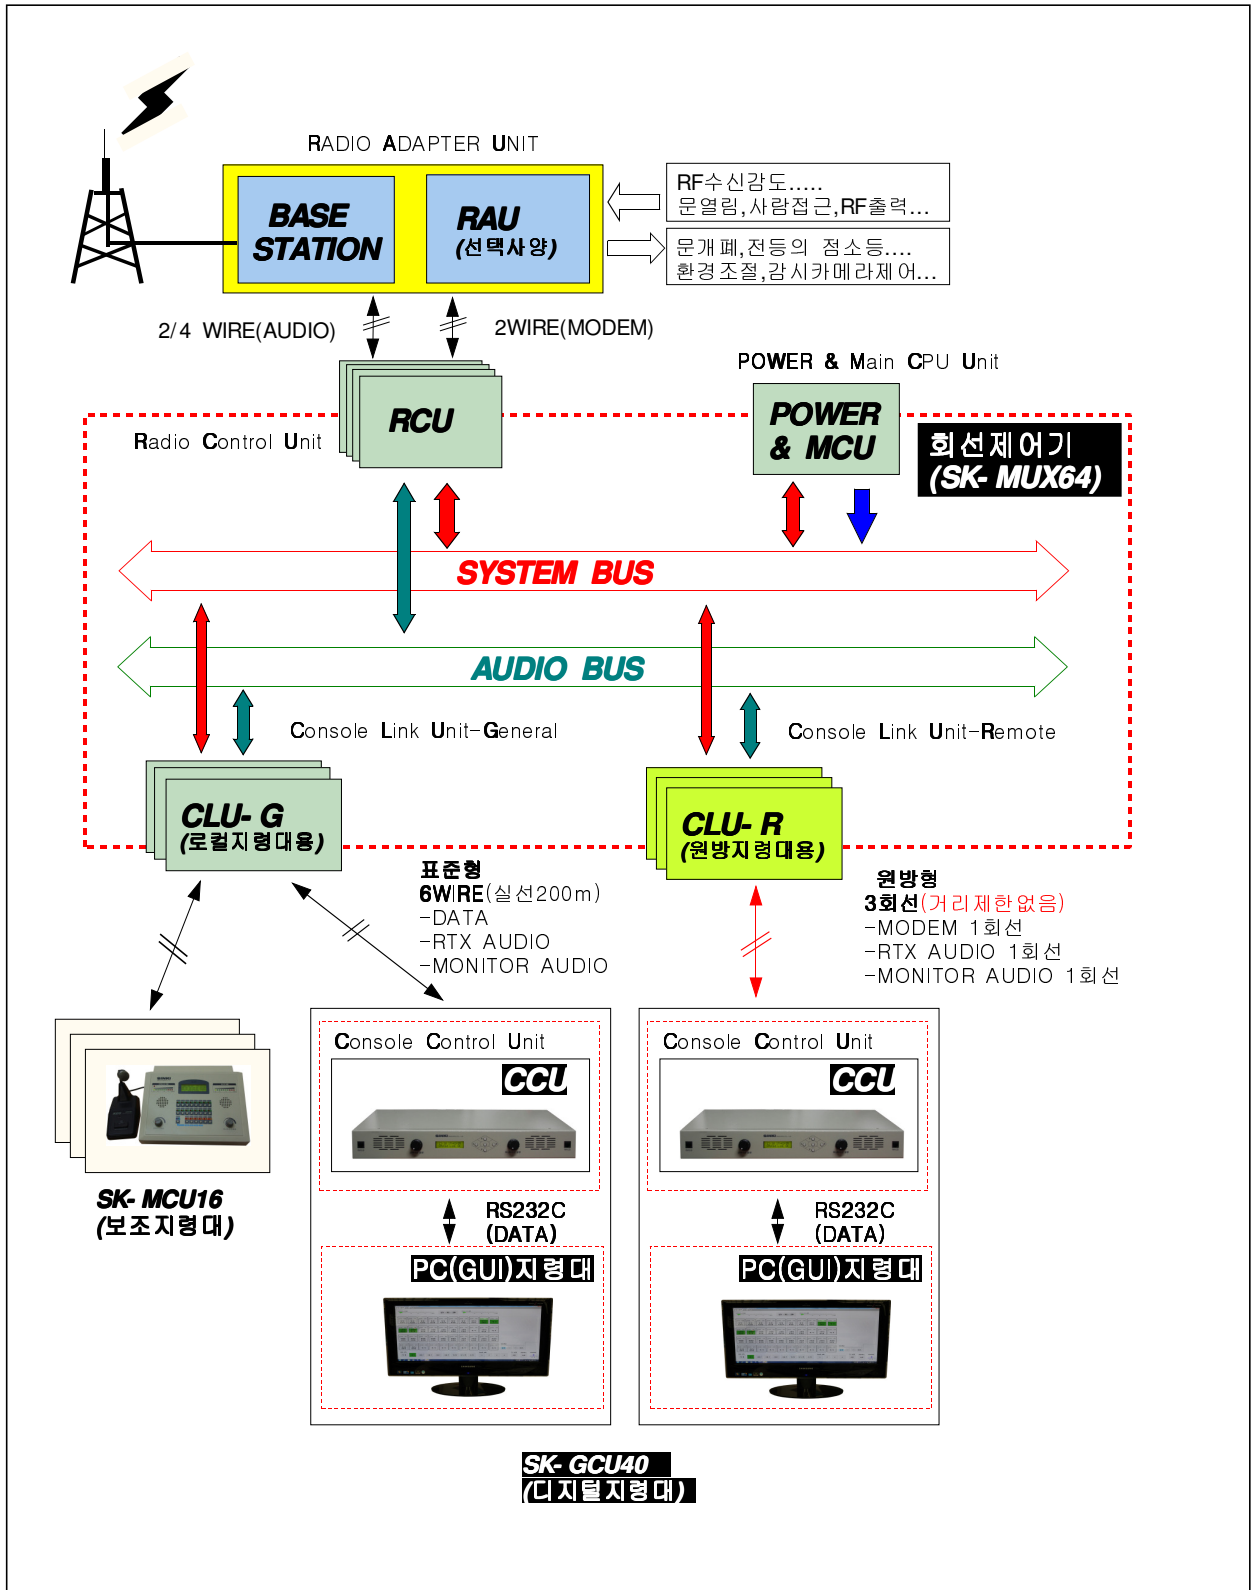 RADIO ADAPTER UNIT
BASE
STATION
RAU
(선택사양)
RF수신감도.....
문열림,사람접근,RF출력...
문개폐,전등의 점소등....
환경조절,감시카메라제어...
2/4 WIRE(AUDIO)
2WIRE(MODEM)
POWER & Main CPU Unit
RCU
POWER
& MCU
Radio Control Unit
회선제어기
(SK- MUX64)
SYSTEM BUS
AUDIO BUS
Console Link Unit-General
Console Link Unit-Remote
CLU- G
(로컬지령대용)
CLU- R
(원방지령대용)
표준형
6WIRE(실선200m)
-DATA
-RTX AUDIO
-MONITOR AUDIO
원방형
3회선(거리제한없음)
-MODEM 1회선
-RTX AUDIO 1회선
-MONITOR AUDIO 1회선
Console Control Unit
CCU
Console Control Unit
CCU
SK- MCU16
(보조지령대)
RS232C
(DATA)
RS232C
(DATA)
PC(GUI)지령대
PC(GUI)지령대
SK- GCU40
(디지털지령대)